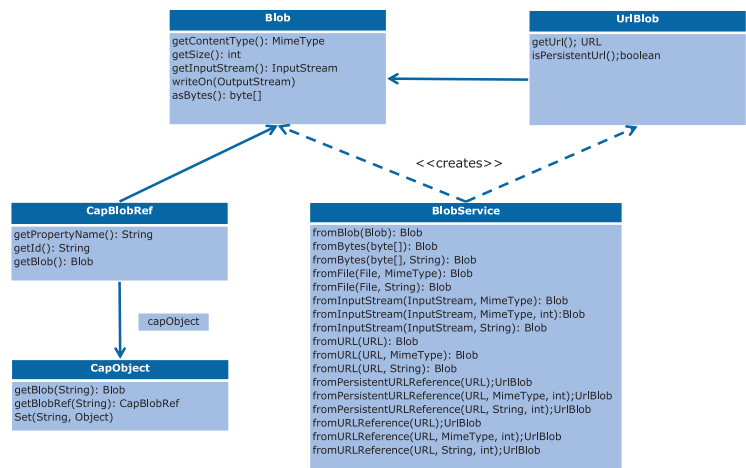 Blob
getContentType(): MimeType
getSize(): int
getInputStream(): InputStream
writeOn(OutputStream)
asBytes(): byte[]
UrlBlob
getUrl(); URL
isPersistentUrl();boolean
<<creates>>
CapBlobRef
getPropertyName(): String
getId(): String
getBlob(): Blob
capObject
CapObject
getBlob(String): Blob
getBlobRef(String): CapBlobRef
Set(String, Object)
BlobService
fromBlob(Blob): Blob
fromBytes(byte[]): Blob
fromBytes(byte[], String): Blob
fromFile(File, MimeType): Blob
fromFile(File, String): Blob
fromInputStream(InputStream, MimeType): Blob
fromInputStream(InputStream, MimeType, int):Blob
fromInputStream(InputStream, String): Blob
fromURL(URL): Blob
fromURL(URL, MimeType): Blob
fromURL(URL, String): Blob
fromPersistentURLReference(URL);UrlBlob
fromPersistentURLReference(URL, MimeType, int);UrlBlob
fromPersistentURLReference(URL, String, int);UrlBlob
fromURLReference(URL);UrlBlob
fromURLReference(URL, MimeType, int);UrlBlob
fromURLReference(URL, String, int);UrlBlob